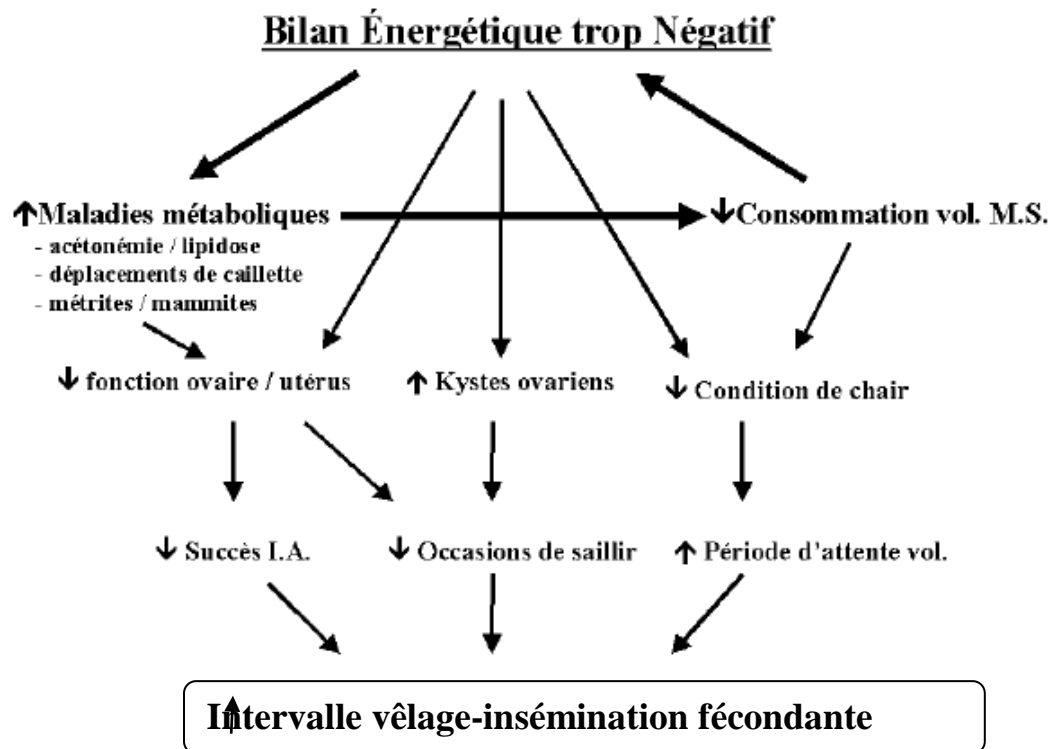 Bilan Énergétique trop Négatif
↑Maladies métaboliques
- acétonémie / lipidose
- déplacements de caillette
- métrites / mammites
↓Consommation vol. M.S.
↓ fonction ovaire / utérus
↑ Kystes ovariens
↓ Condition de chair
↓ Succès I.A.
↓ Occasions de saillir
↑ Période d'attente vol.
Intervalle vêlage-insémination fécondante